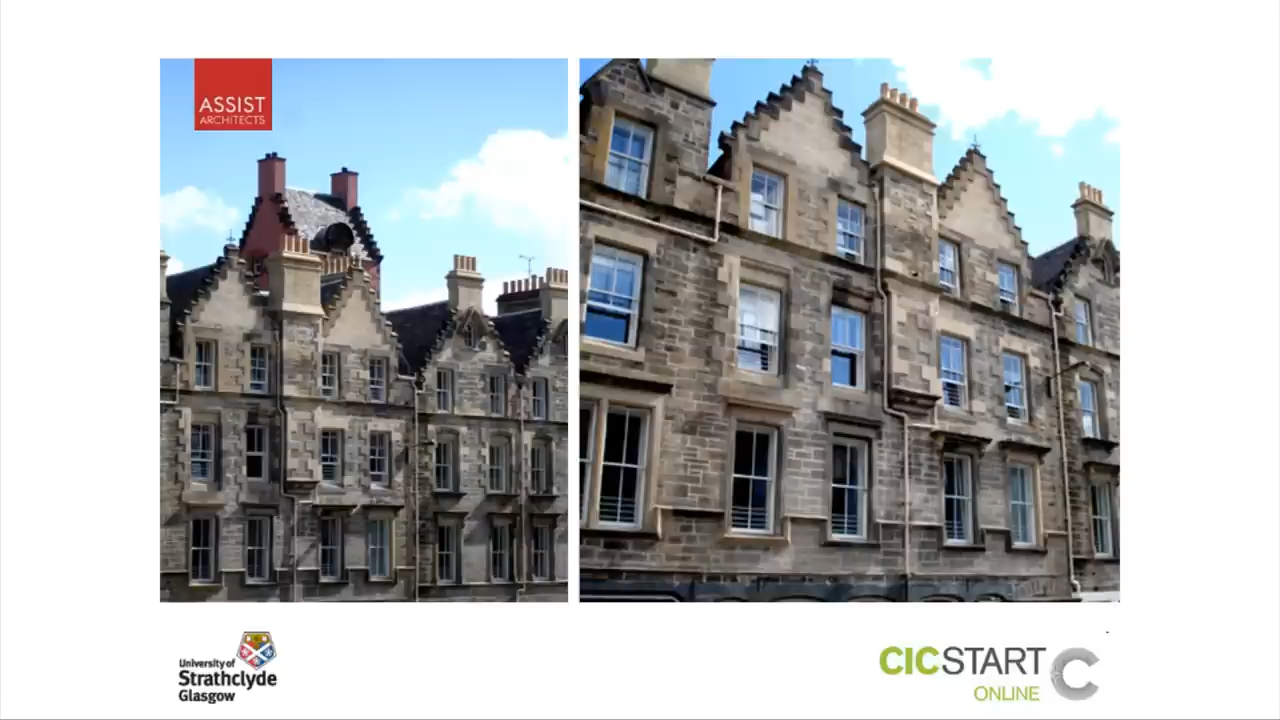 ASSIST
ARCHITECTS
University of
Strathclyde
Glasgow
CICSTART
ONLINE